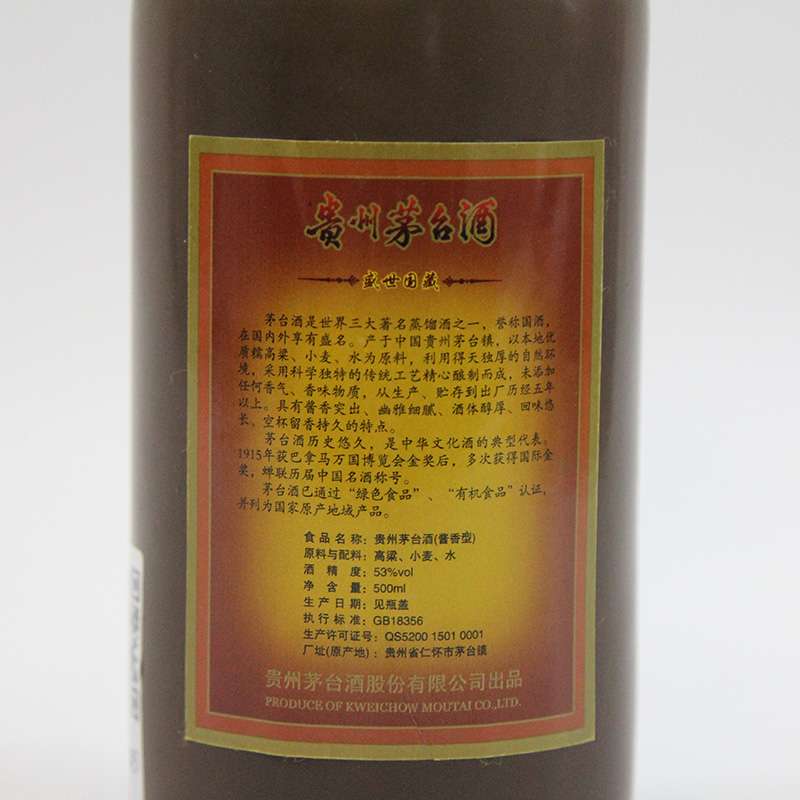 贵州茅台酒
盛世国藏
茅台酒是世界三大著名蒸馏酒之一，誉称国酒，
在国内外享有盛名。产于中国贵州茅台镇，以本地优
质糯高粱、小麦、水为原料，利用得天独厚的自然环
境，采用科学独特的传统工艺精心酿制而成，未添加
任何香气、香味物质，从生产、贮存到出厂历经五年
以上。具有酱香突出、幽雅细腻、酒体醇厚、回味悠
长、空杯留香持久的特点。
茅台酒历史悠久，是中华文化酒的典型代表。
1915年获巴拿马万国博览会金奖后，多次获得国际金
奖，蝉联历届中国名酒称号。
茅台酒已通过“绿色食品”、“有机食品”认证，
并列为国家原产地域产品。
食品名称：贵州茅台酒(酱香型)
原料与配料：高粱、小麦、水
酒精度：53%vol
净含量：500ml
生产日期：见瓶盖
执行标准：GB18356
生产许可证号：QS5200 1501 0001
厂址(原产地)：贵州省仁怀市茅台镇
贵州茅台酒股份有限公司出品
PRODUCE OF KWEICHOW MOUTAI CO.,LTD.